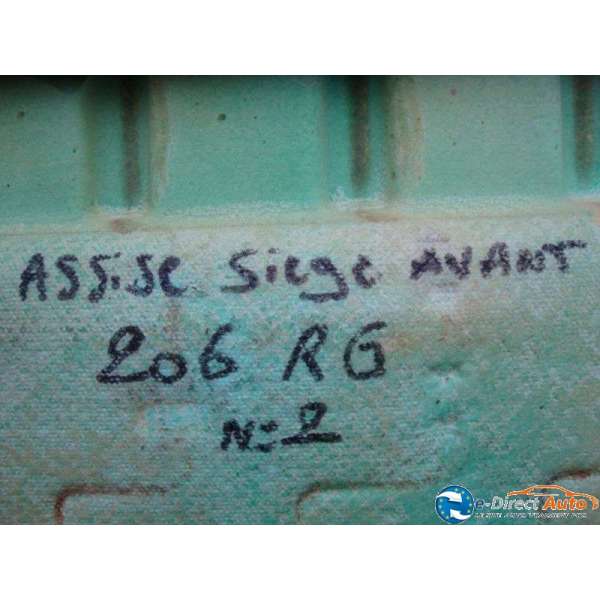 ASSiSE Siege AVANT
206 RG
N=2
e-Direct Auto